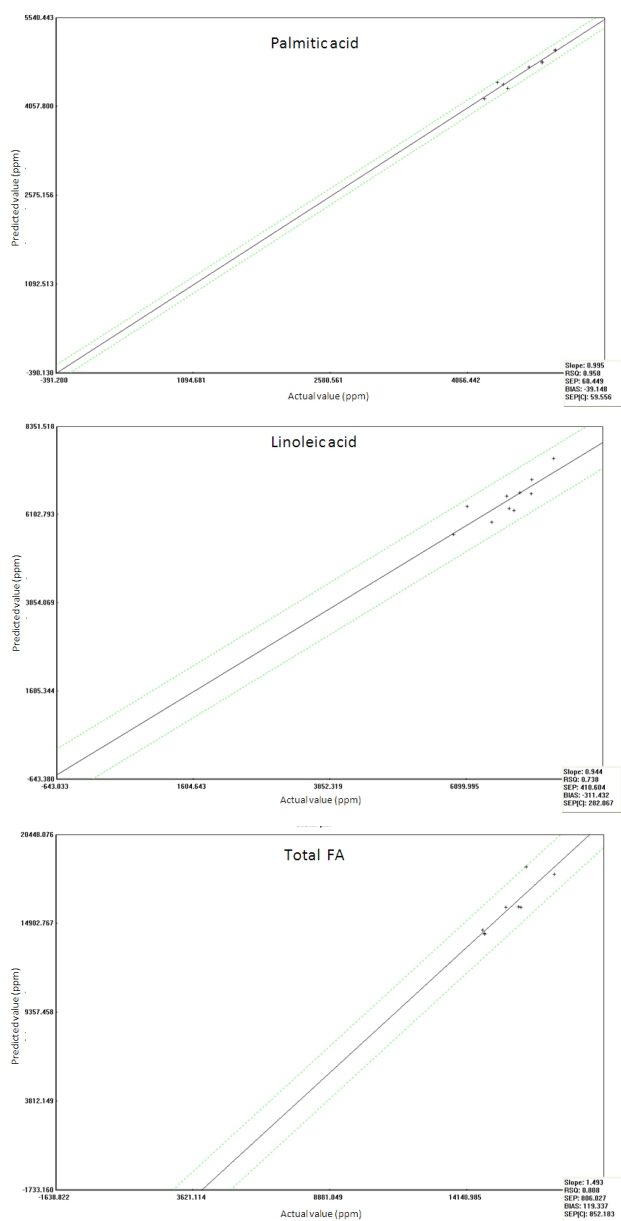 5540.443
Palmitic acid
4057.800
2575.156
1092.513
-390.130
-391.200
1094.681
2580.561
4066.442
Predicted value (ppm)
Actual value (ppm)
Slope: 0.995
RSQ: 0.958
SEP: 68.449
BIAS: -39.148
SEP(C): 59.556
8351.518
Linoleic acid
6102.793
3854.069
1605.344
-643.380
-643.033
1604.643
3852.319
6099.995
Predicted value (ppm)
Actual value (ppm)
Slope: 0.944
RSQ: 0.738
SEP: 410.604
BIAS: -311.432
SEP(C): 282.067
20448.076
Total FA
14902.767
9357.458
3812.149
-1733.160
-1638.822
3621.114
8881.049
14140.985
Predicted value (ppm)
Actual value (ppm)
Slope: 1.493
RSQ: 0.808
SEP: 806.027
BIAS: 119.337
SEP(C): 852.183